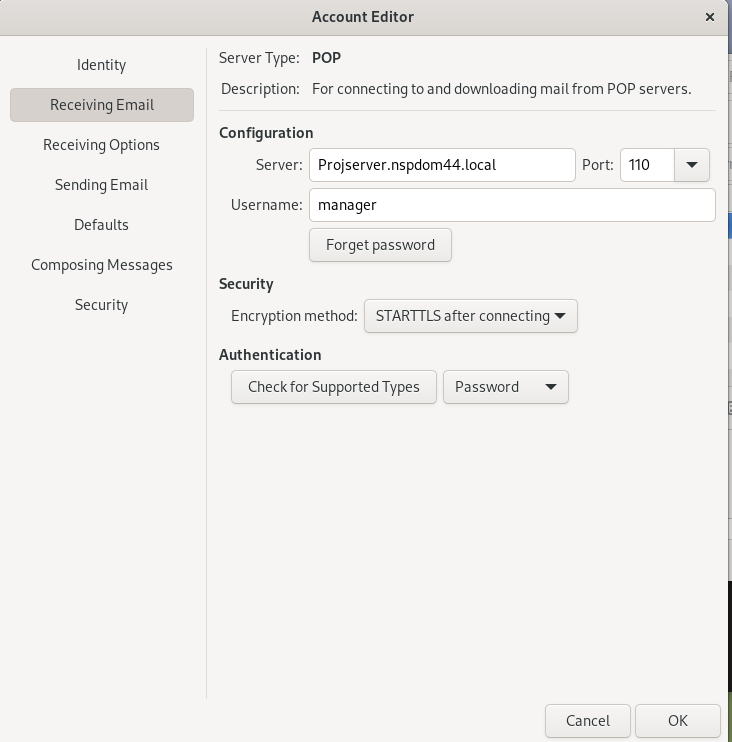 Account Editor
×
Identity
Receiving Email
Receiving Options
Sending Email
Defaults
Composing Messages
Security
Server Type: POP
Description: For connecting to and downloading mail from POP servers.
Configuration
Server: Projserver.nspdom44.local Port: 110
Username: manager
Forget password
Security
Encryption method: STARTTLS after connecting
Authentication
Check for Supported Types Password
Cancel OK